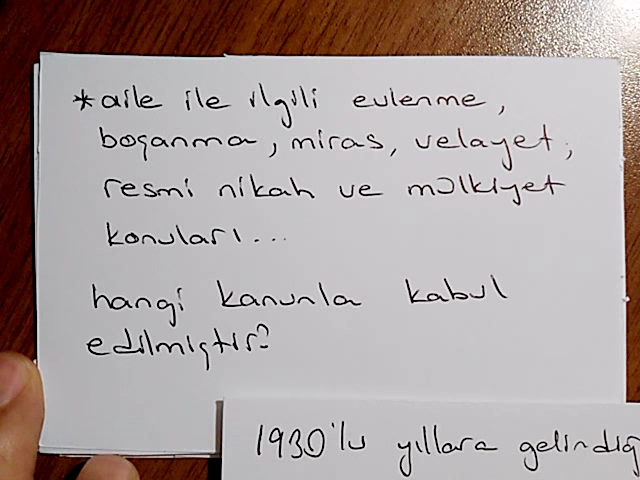 *aile ile ilgili evlenme,
boşanma, miras, velayet,
resmi nikah ve mülkiyet
konuları...
hangi kanunla kabul
edilmiştir?
1930'lu yıllara gelindiğ